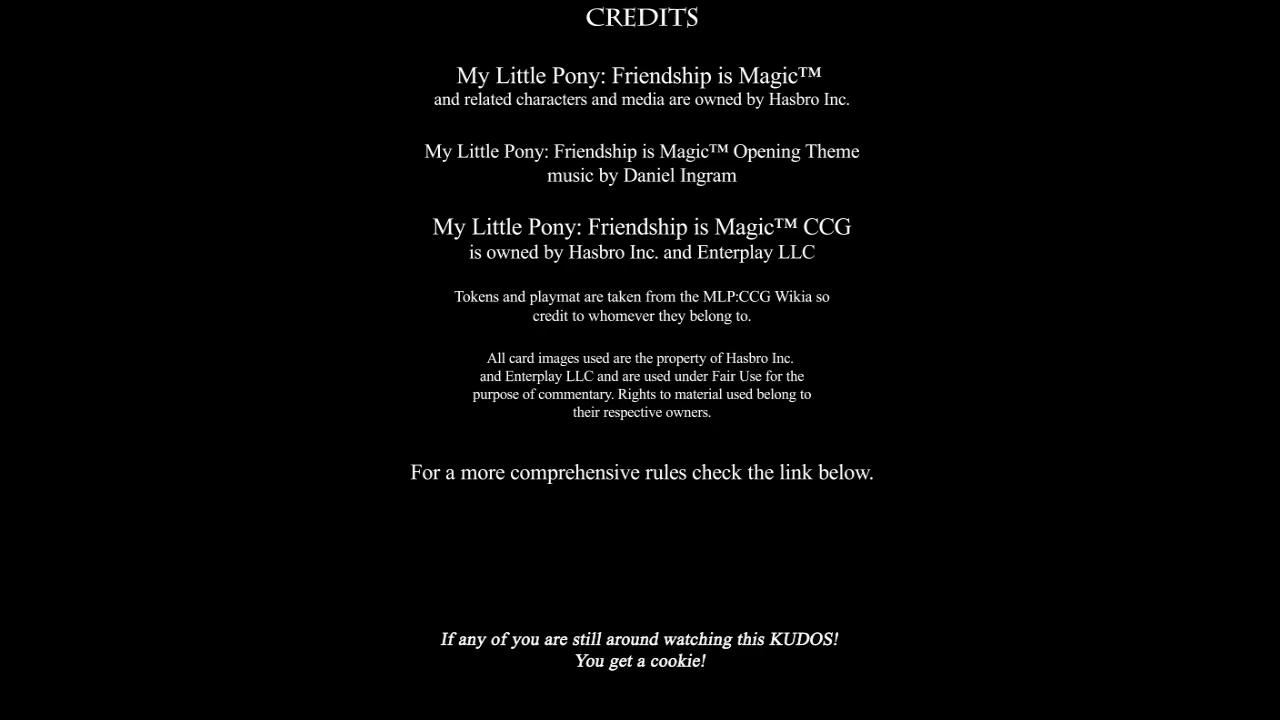 CREDITS
My Little Pony: Friendship is Magic™
and related characters and media are owned by Hasbro Inc.
My Little Pony: Friendship is Magic™ Opening Theme
music by Daniel Ingram
My Little Pony: Friendship is Magic™ CCG
is owned by Hasbro Inc. and Enterplay LLC
Tokens and playmat are taken from the MLP:CCG Wikia so
credit to whomever they belong to.
All card images used are the property of Hasbro Inc.
and Enterplay LLC and are used under Fair Use for the
purpose of commentary. Rights to material used belong to
their respective owners.
For a more comprehensive rules check the link below.
If any of you are still around watching this KUDOS!
You get a cookie!